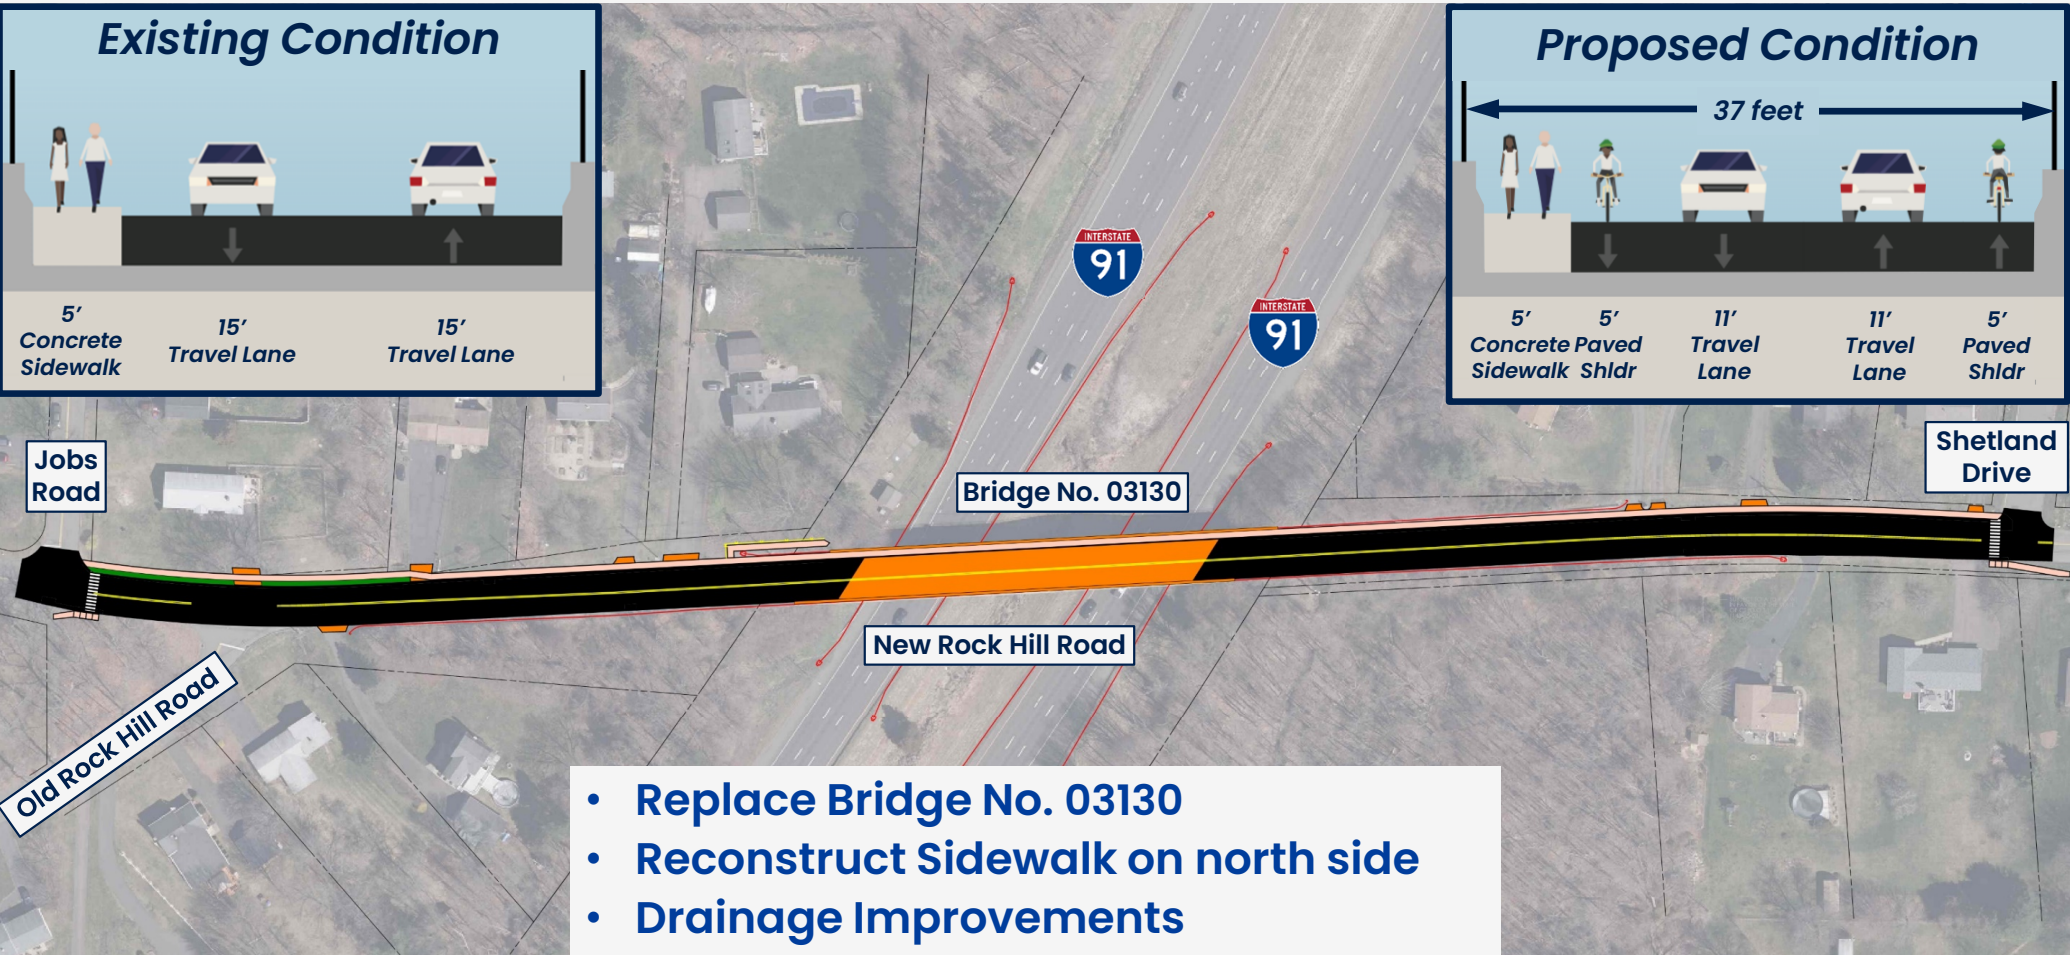 Existing Condition
5'
Concrete
Sidewalk
15'
Travel Lane
15'
Travel Lane
Proposed Condition
37 feet
5'
Concrete
Sidewalk
5'
Paved
Shldr
11'
Travel
Lane
11'
Travel
Lane
5'
Paved
Shldr
INTERSTATE
91
INTERSTATE
91
Jobs
Road
Shetland
Drive
Bridge No. 03130
New Rock Hill Road
Old Rock Hill Road
• Replace Bridge No. 03130
• Reconstruct Sidewalk on north side
• Drainage Improvements